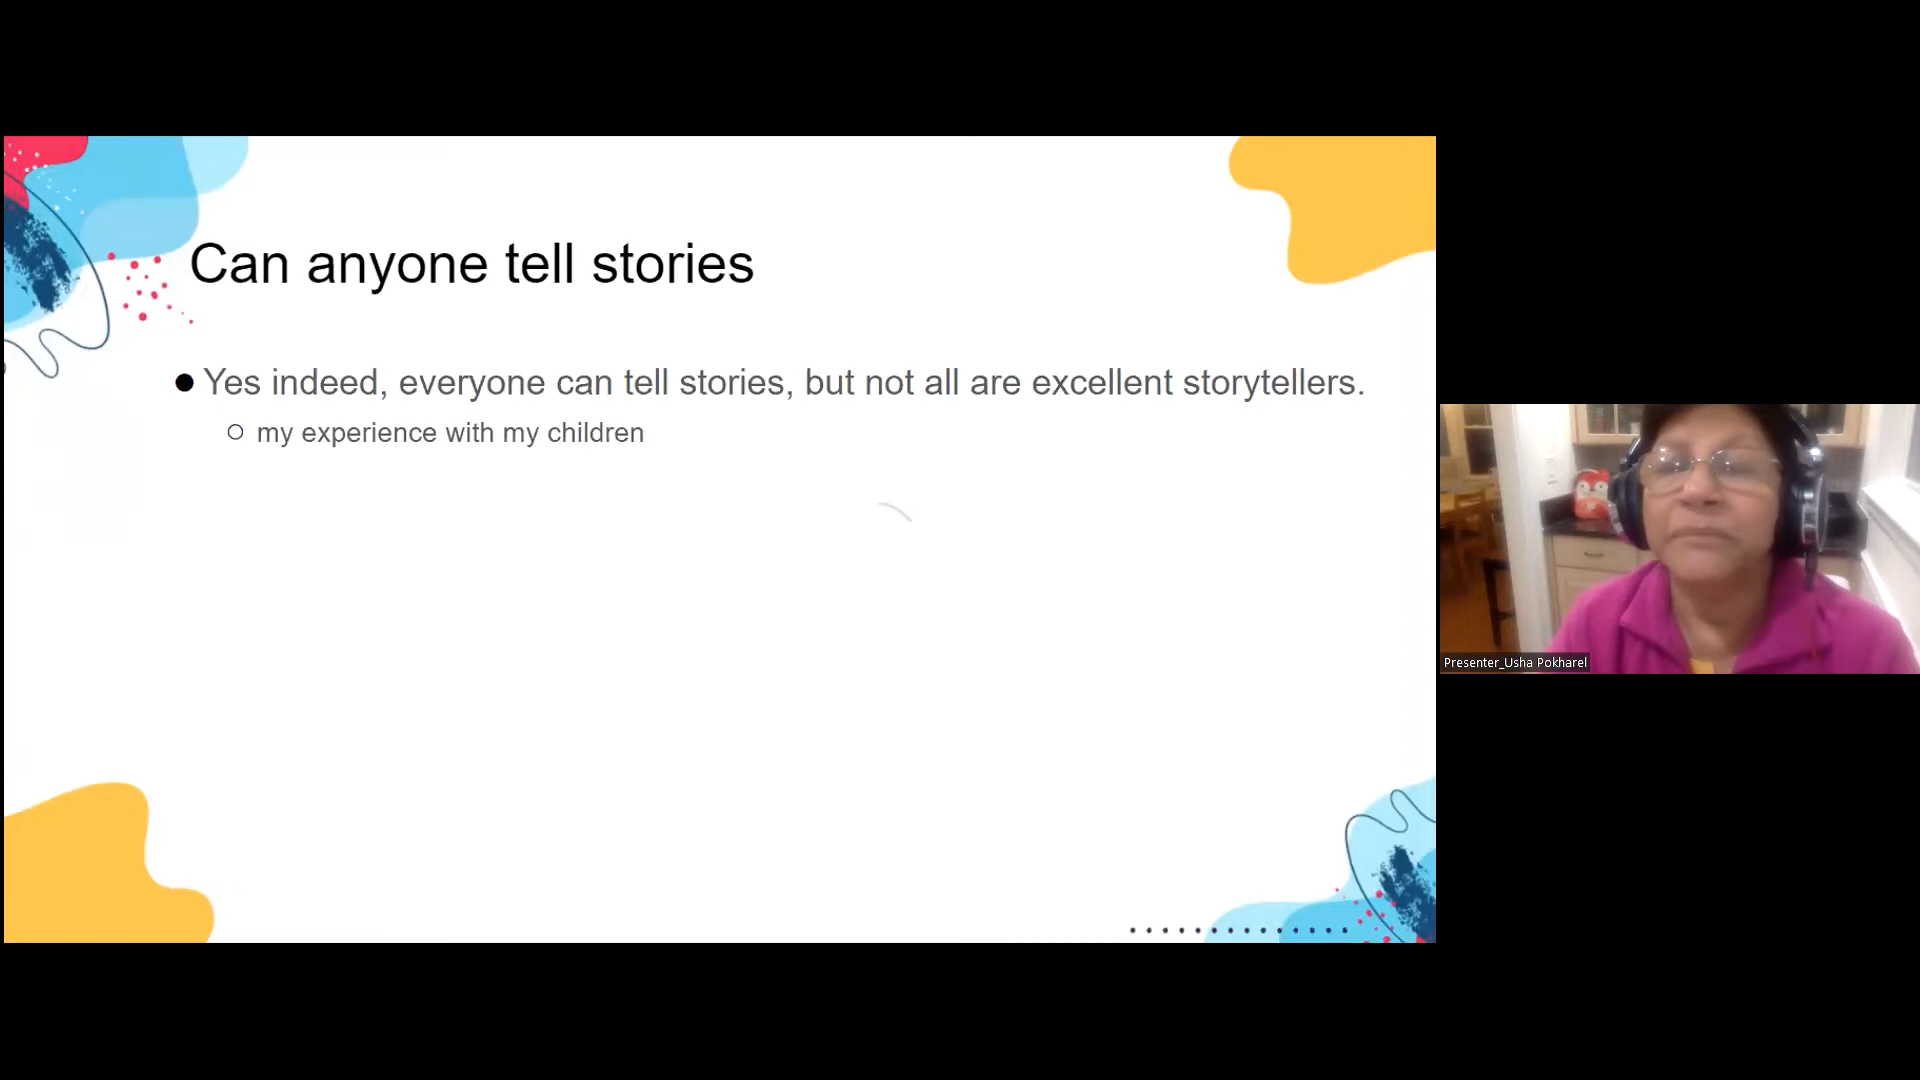 Can anyone tell stories
● Yes indeed, everyone can tell stories, but not all are excellent storytellers.
○ my experience with my children
Presenter_Usha Pokharel